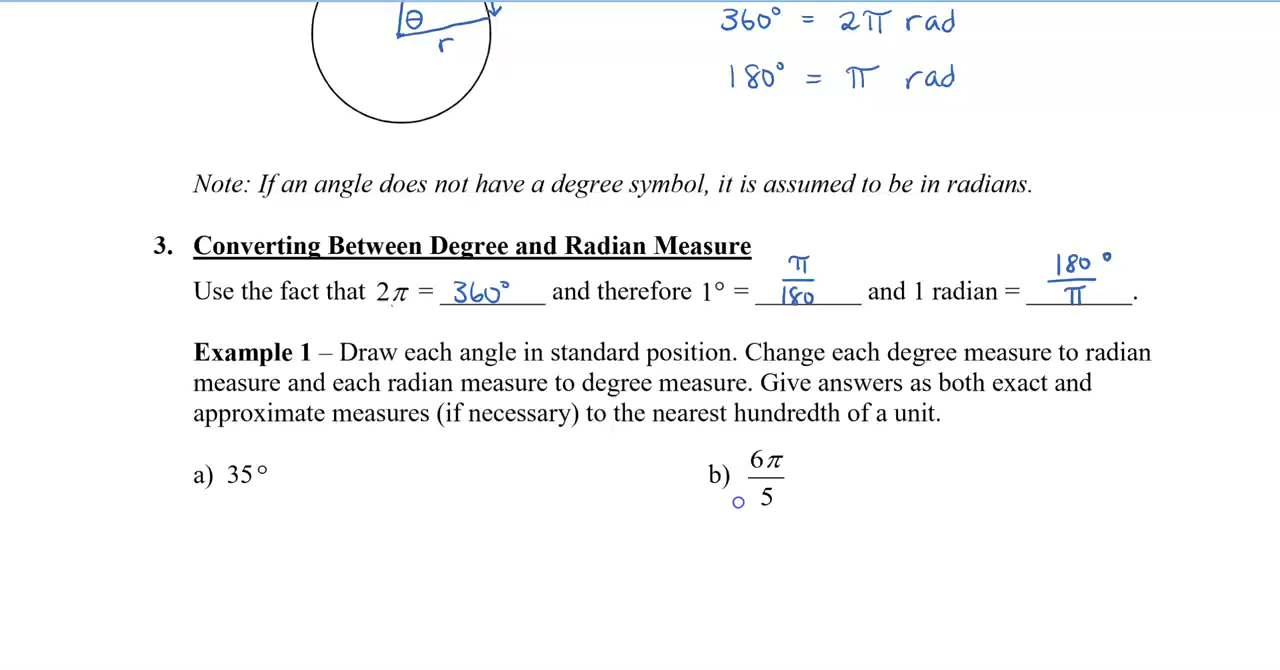 θ
r
360° = 2π rad
180° = π rad
Note: If an angle does not have a degree symbol, it is assumed to be in radians.
3. Converting Between Degree and Radian Measure
Use the fact that 2π = 360° and therefore 1° = π/180 and 1 radian = 180°/π.
Example 1 – Draw each angle in standard position. Change each degree measure to radian
measure and each radian measure to degree measure. Give answers as both exact and
approximate measures (if necessary) to the nearest hundredth of a unit.
a) 35° b) 6π/5